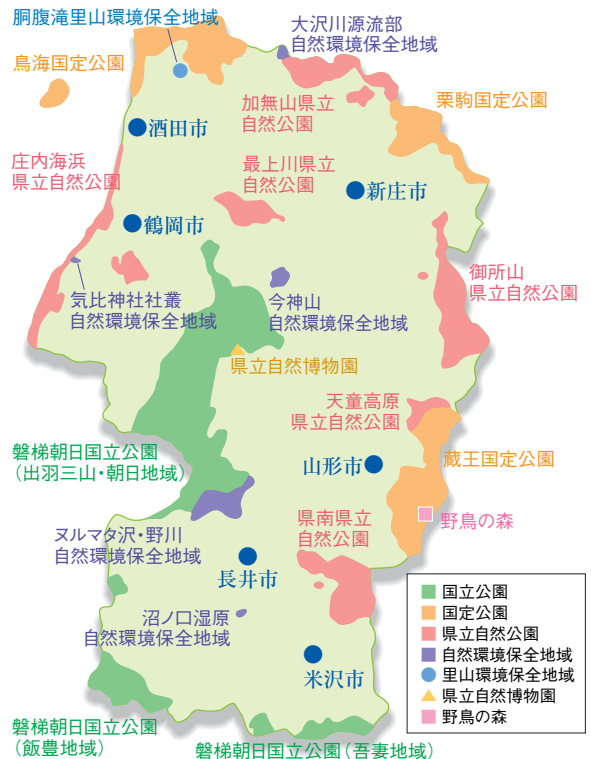 胴腹滝里山環境保全地域
大沢川源流部
自然環境保全地域
鳥海国定公園
加無山県立
自然公園
栗駒国定公園
酒田市
庄内海浜
県立自然公園
最上川県立
自然公園
新庄市
鶴岡市
御所山
県立自然公園
気比神社社叢
自然環境保全地域
今神山
自然環境保全地域
県立自然博物園
天童高原
県立自然公園
磐梯朝日国立公園
（出羽三山・朝日地域）
山形市
蔵王国定公園
野鳥の森
県南県立
自然公園
ヌルマタ沢・野川
自然環境保全地域
長井市
沼ノ口湿原
自然環境保全地域
米沢市
磐梯朝日国立公園
（飯豊地域）
磐梯朝日国立公園（吾妻地域）
国立公園
国定公園
県立自然公園
自然環境保全地域
里山環境保全地域
県立自然博物園
野鳥の森